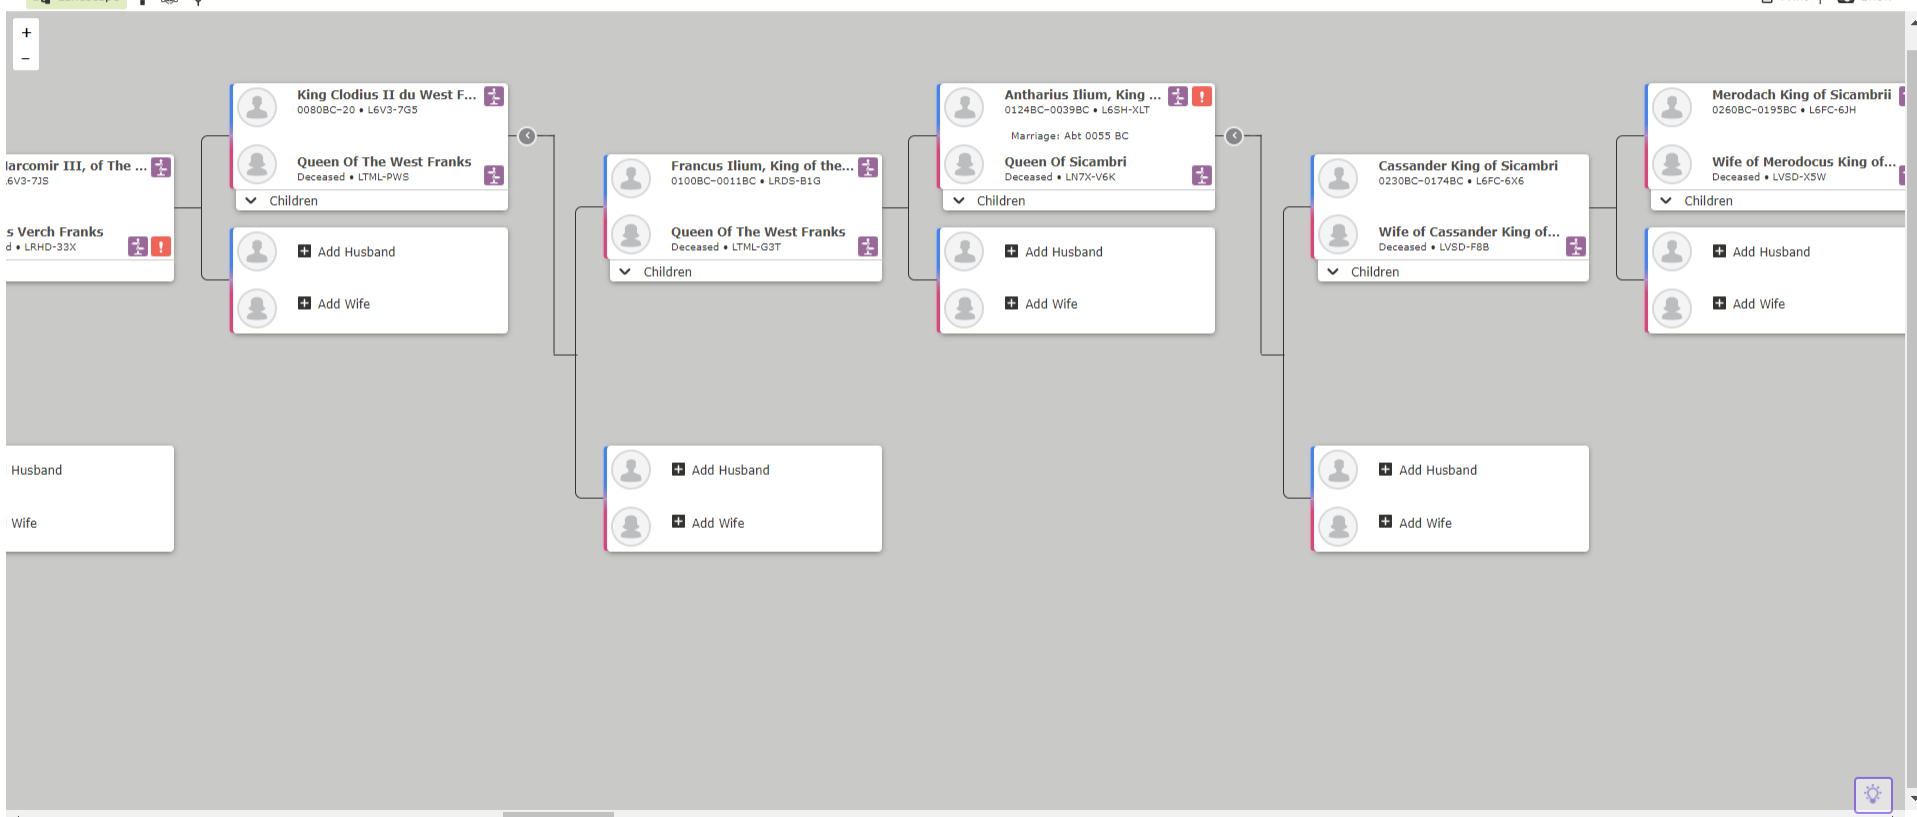 +
−
King Clodius II du West F...
0080BC–20 • L6V3-7G5
Queen Of The West Franks
Deceased • LTML-PWS
Children
Add Husband
Add Wife
arcomir III, of The ...
6V3-7JS
s Verch Franks
d • LRHD-33X
Husband
Wife
Francus Ilium, King of the...
0100BC–0011BC • LRDS-B1G
Queen Of The West Franks
Deceased • LTML-G3T
Children
Add Husband
Add Wife
Antharius Ilium, King ...
0124BC–0039BC • L6SH-XLT
Marriage: Abt 0055 BC
Queen Of Sicambri
Deceased • LN7X-V6K
Children
Add Husband
Add Wife
Cassander King of Sicambri
0230BC–0174BC • L6FC-6X6
Wife of Cassander King of...
Deceased • LVSD-F8B
Children
Add Husband
Add Wife
Merodach King of Sicambrii
0260BC–0195BC • L6FC-6JH
Wife of Merodocus King of...
Deceased • LVSD-X5W
Children
Add Husband
Add Wife